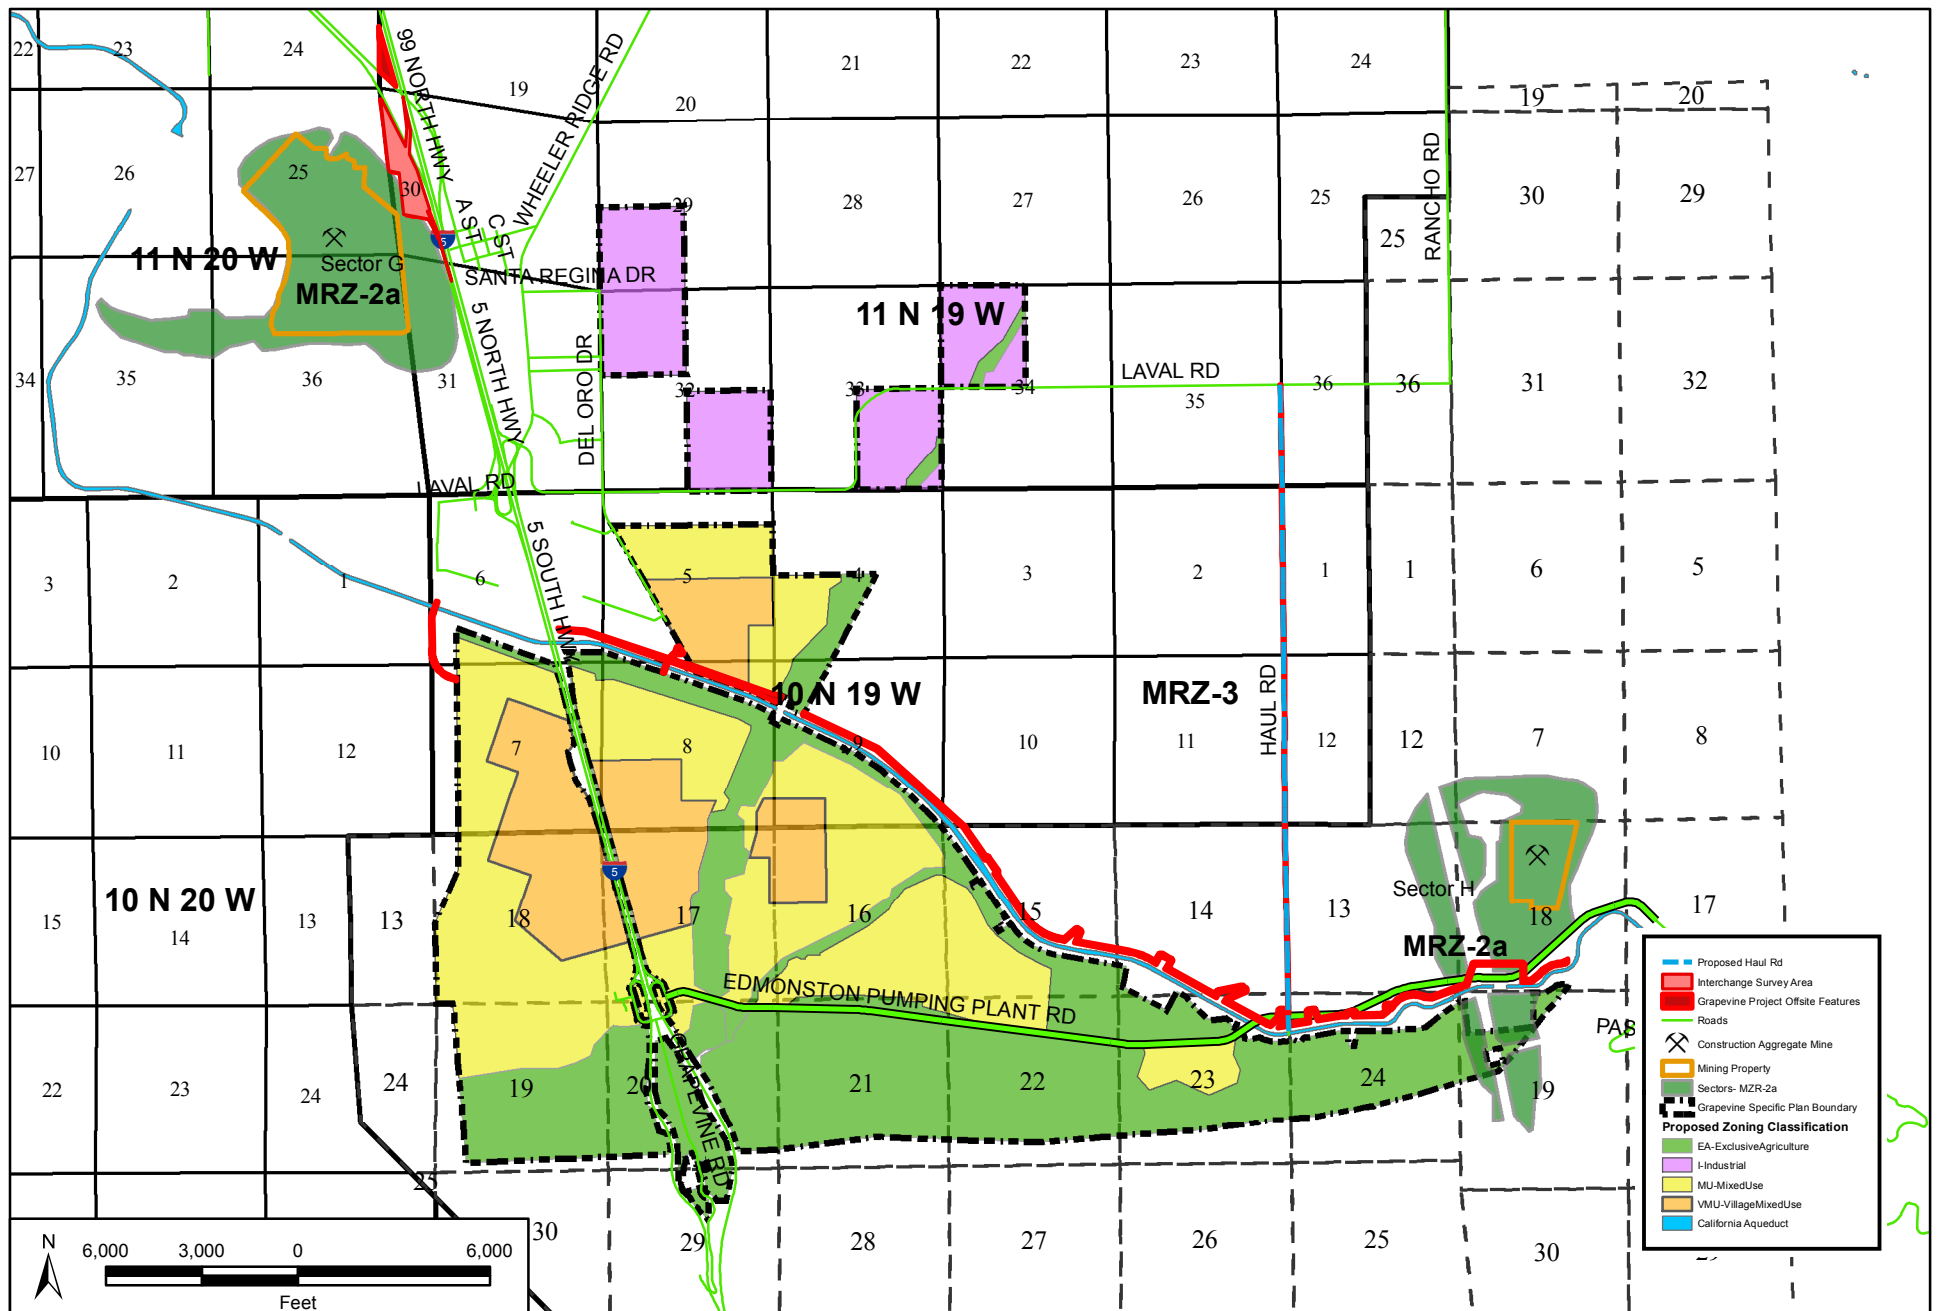 22
23
24
19
20
21
22
23
24
19
20
99 NORTH HWY
WHEELER RIDGE RD
27
26
25
30
29
28
27
26
25
25
RANCHO RD
30
29
A ST
C ST
5
11 N 20 W
Sector G
MRZ-2a
SANTA REGINA DR
5 NORTH HWY
11 N 19 W
34
35
36
31
DEL ORO DR
32
33
34
LAVAL RD
35
36
36
31
32
LAVAL RD
5 SOUTH HWY
3
2
1
6
5
4
3
2
1
1
6
5
10 N 19 W
MRZ-3
HAUL RD
10
11
12
7
8
9
10
11
12
12
7
8
10 N 20 W
5
Sector H
15
14
13
13
18
17
16
15
14
13
18
17
MRZ-2a
EDMONSTON PUMPING PLANT RD
PAS
GRAPEVINE RD
22
23
24
24
19
20
21
22
23
24
19
25
30
29
28
27
26
25
30
29
Proposed Haul Rd
Interchange Survey Area
Grapevine Project Offsite Features
Roads
Construction Aggregate Mine
Mining Property
Sectors- MZR-2a
Grapevine Specific Plan Boundary
Proposed Zoning Classification
EA-ExclusiveAgriculture
I-Industrial
MU-MixedUse
VMU-VillageMixedUse
California Aqueduct
N
6,000 3,000 0 6,000
Feet